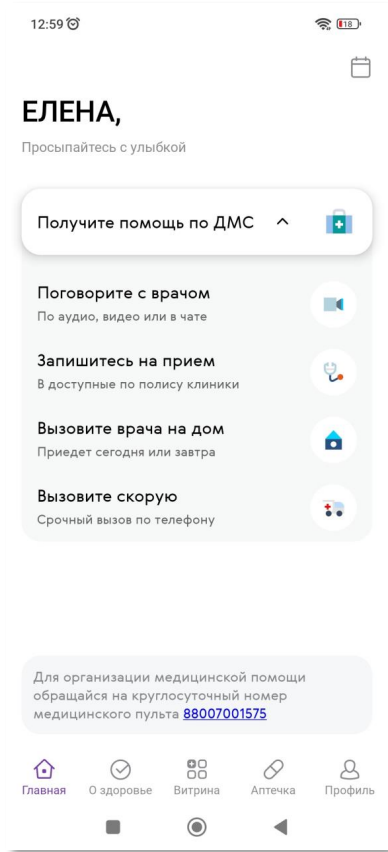 12:59
18
ЕЛЕНА,
Просыпайтесь с улыбкой
Получите помощь по ДМС
Поговорите с врачом
По аудио, видео или в чате
Запишитесь на прием
В доступные по полису клиники
Вызовите врача на дом
Приедет сегодня или завтра
Вызовите скорую
Срочный вызов по телефону
Для организации медицинской помощи
обращайся на круглосуточный номер
медицинского пульта 88007001575
Главная О здоровье Витрина Аптечка Профиль